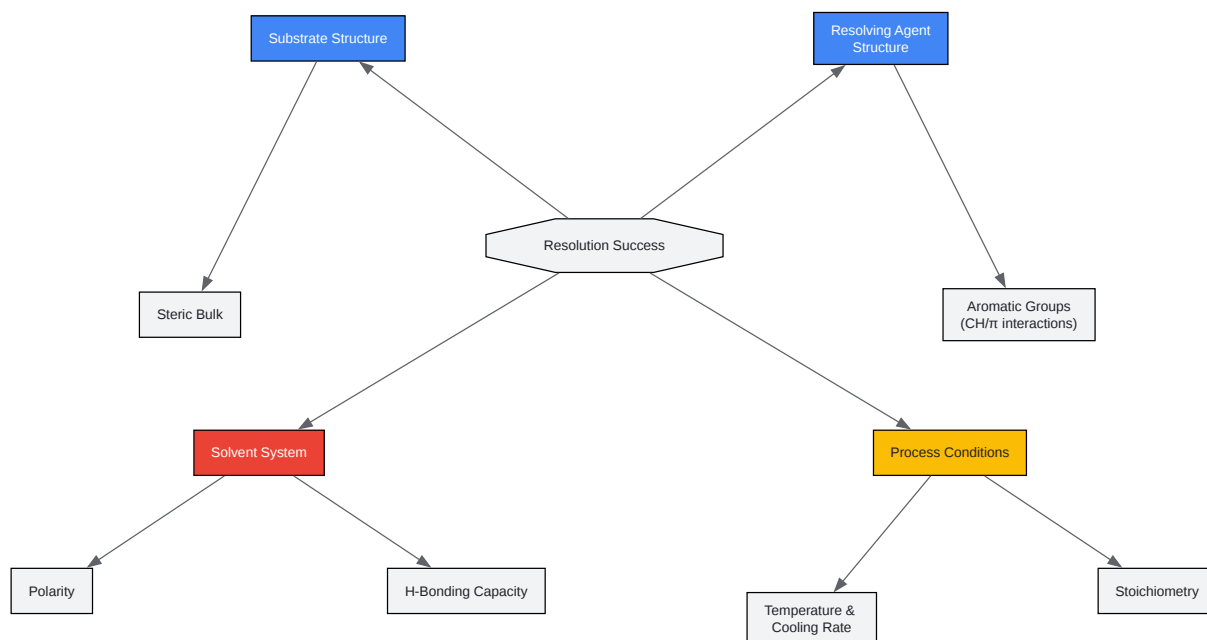 Substrate Structure
Resolving Agent
Structure
Resolution Success
Steric Bulk
Aromatic Groups
(CH/π interactions)
Solvent System
Process Conditions
Polarity
H-Bonding Capacity
Temperature &
Cooling Rate
Stoichiometry